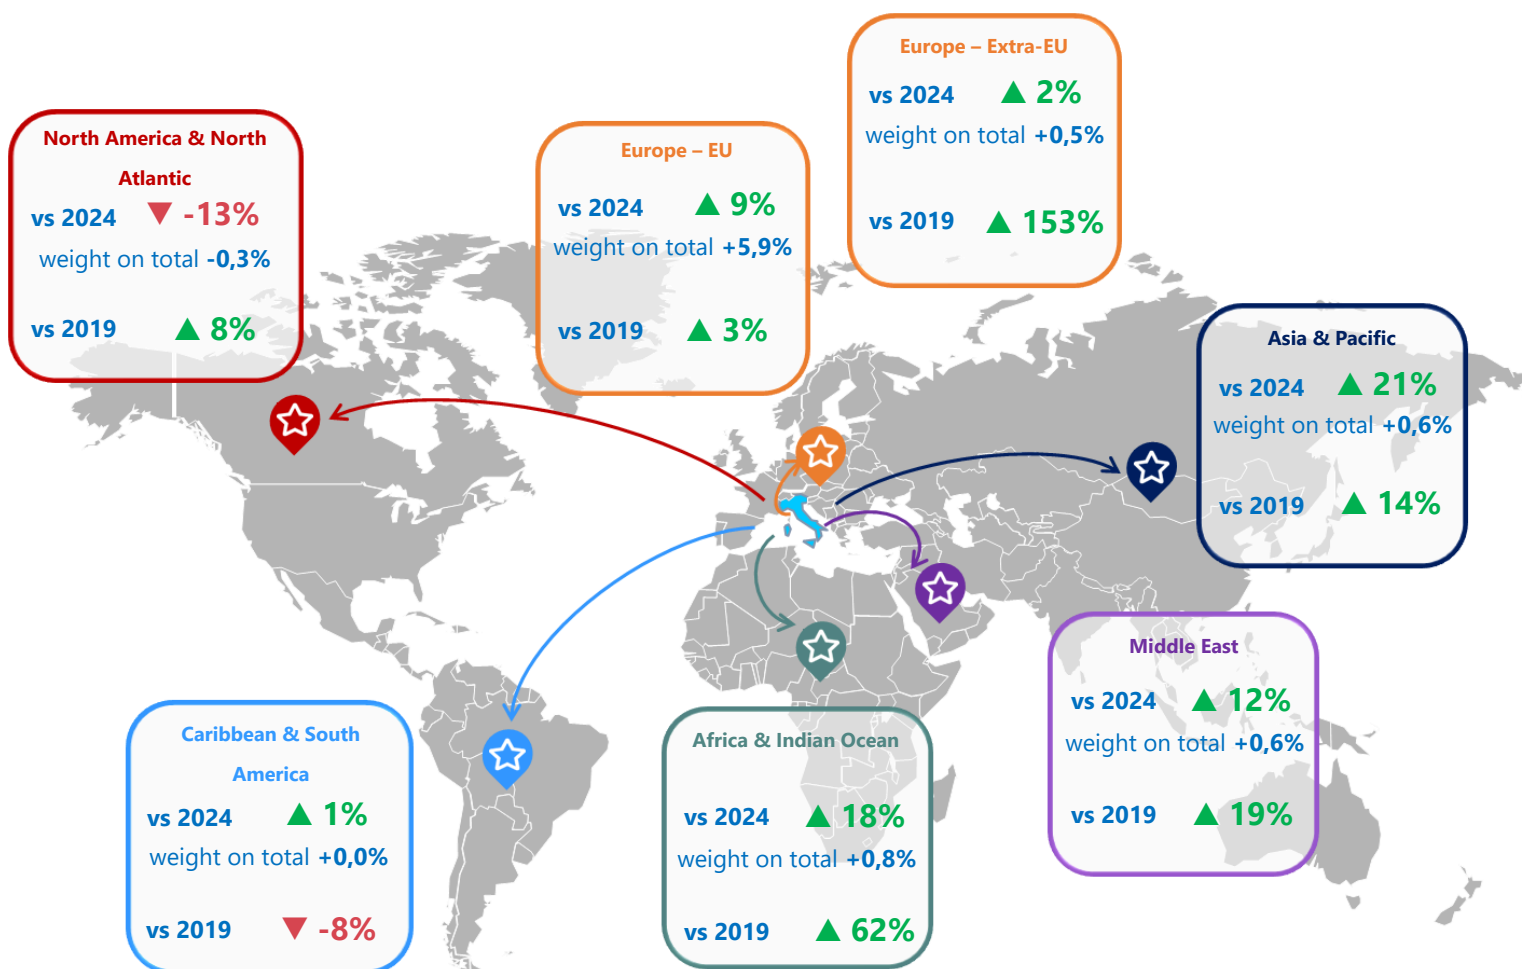 Europe – Extra-EU
vs 2024 ▲ 2%
weight on total +0,5%
vs 2019 ▲ 153%
North America & North
Atlantic
vs 2024 ▼ -13%
weight on total -0,3%
vs 2019 ▲ 8%
Europe – EU
vs 2024 ▲ 9%
weight on total +5,9%
vs 2019 ▲ 3%
Asia & Pacific
vs 2024 ▲ 21%
weight on total +0,6%
vs 2019 ▲ 14%
Middle East
vs 2024 ▲ 12%
weight on total +0,6%
vs 2019 ▲ 19%
Caribbean & South
America
vs 2024 ▲ 1%
weight on total +0,0%
vs 2019 ▼ -8%
Africa & Indian Ocean
vs 2024 ▲ 18%
weight on total +0,8%
vs 2019 ▲ 62%